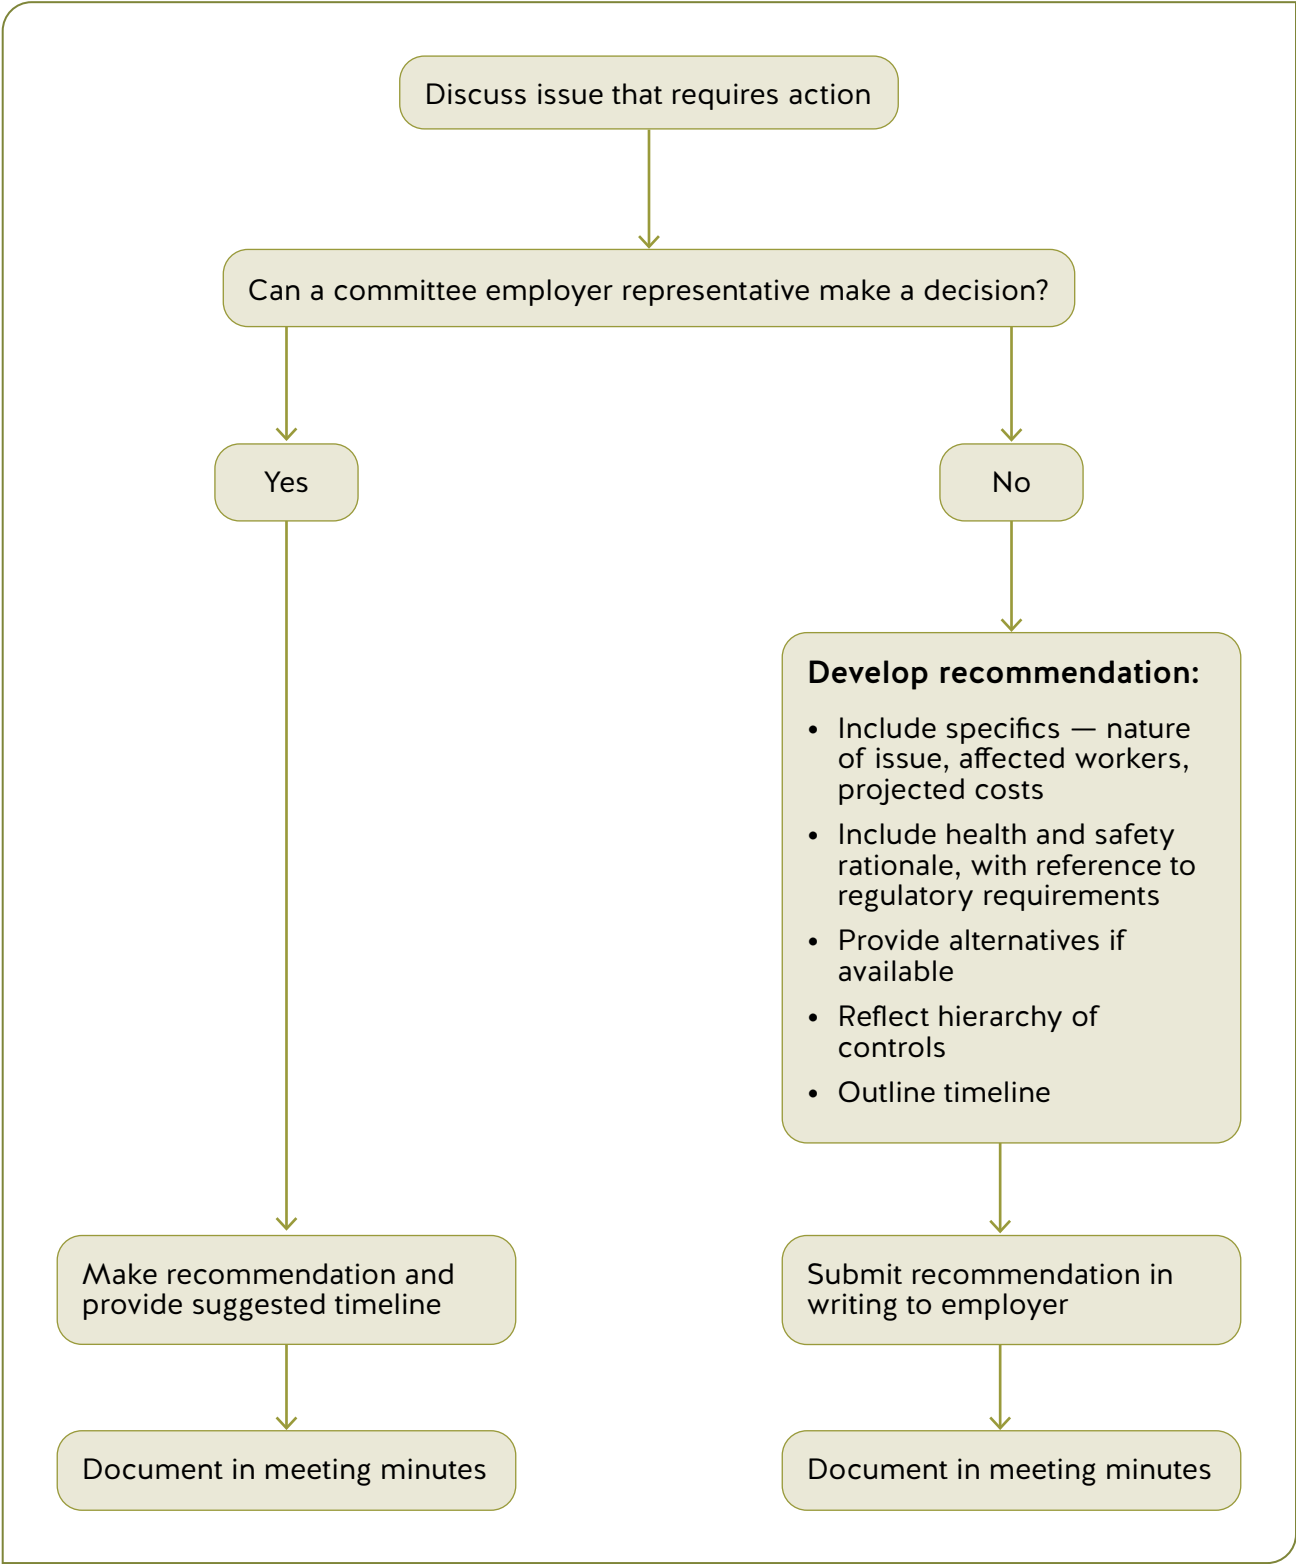 Discuss issue that requires action
Can a committee employer representative make a decision?
Yes
No
Develop recommendation:
• Include specifics — nature
of issue, affected workers,
projected costs
• Include health and safety
rationale, with reference to
regulatory requirements
• Provide alternatives if
available
• Reflect hierarchy of
controls
• Outline timeline
Make recommendation and
provide suggested timeline
Submit recommendation in
writing to employer
Document in meeting minutes
Document in meeting minutes